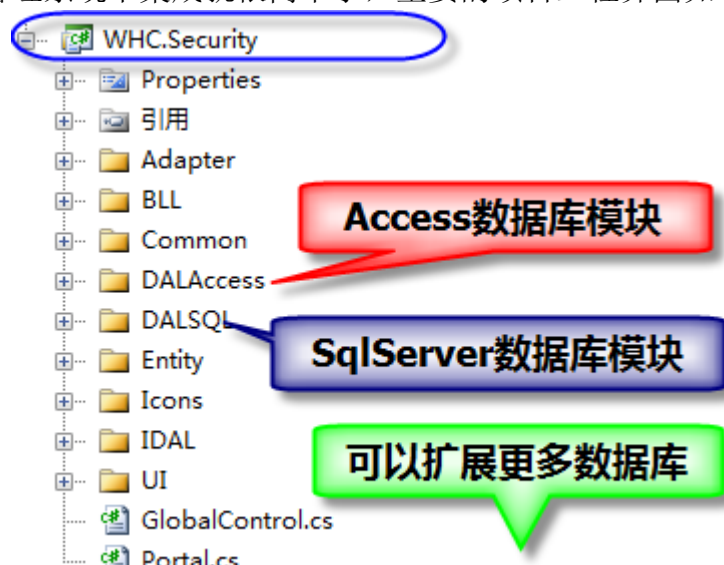 WHC.Security
Properties
引用
Adapter
BLL
Access数据库模块
Common
DALAccess
DALSQL
SqlServer数据库模块
Entity
Icons
IDAL
可以扩展更多数据库
UI
GlobalControl.cs
Portal.cs